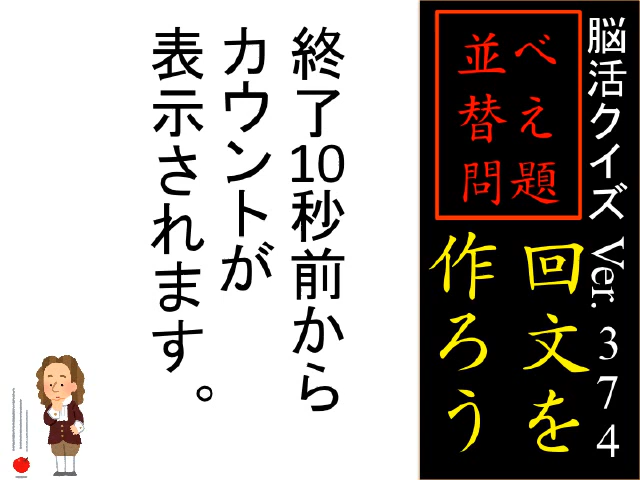 脳活クイズ Ver. 374
並べ替え問題
回文を
作ろう
終了10秒前から
カウントが
表示されます。